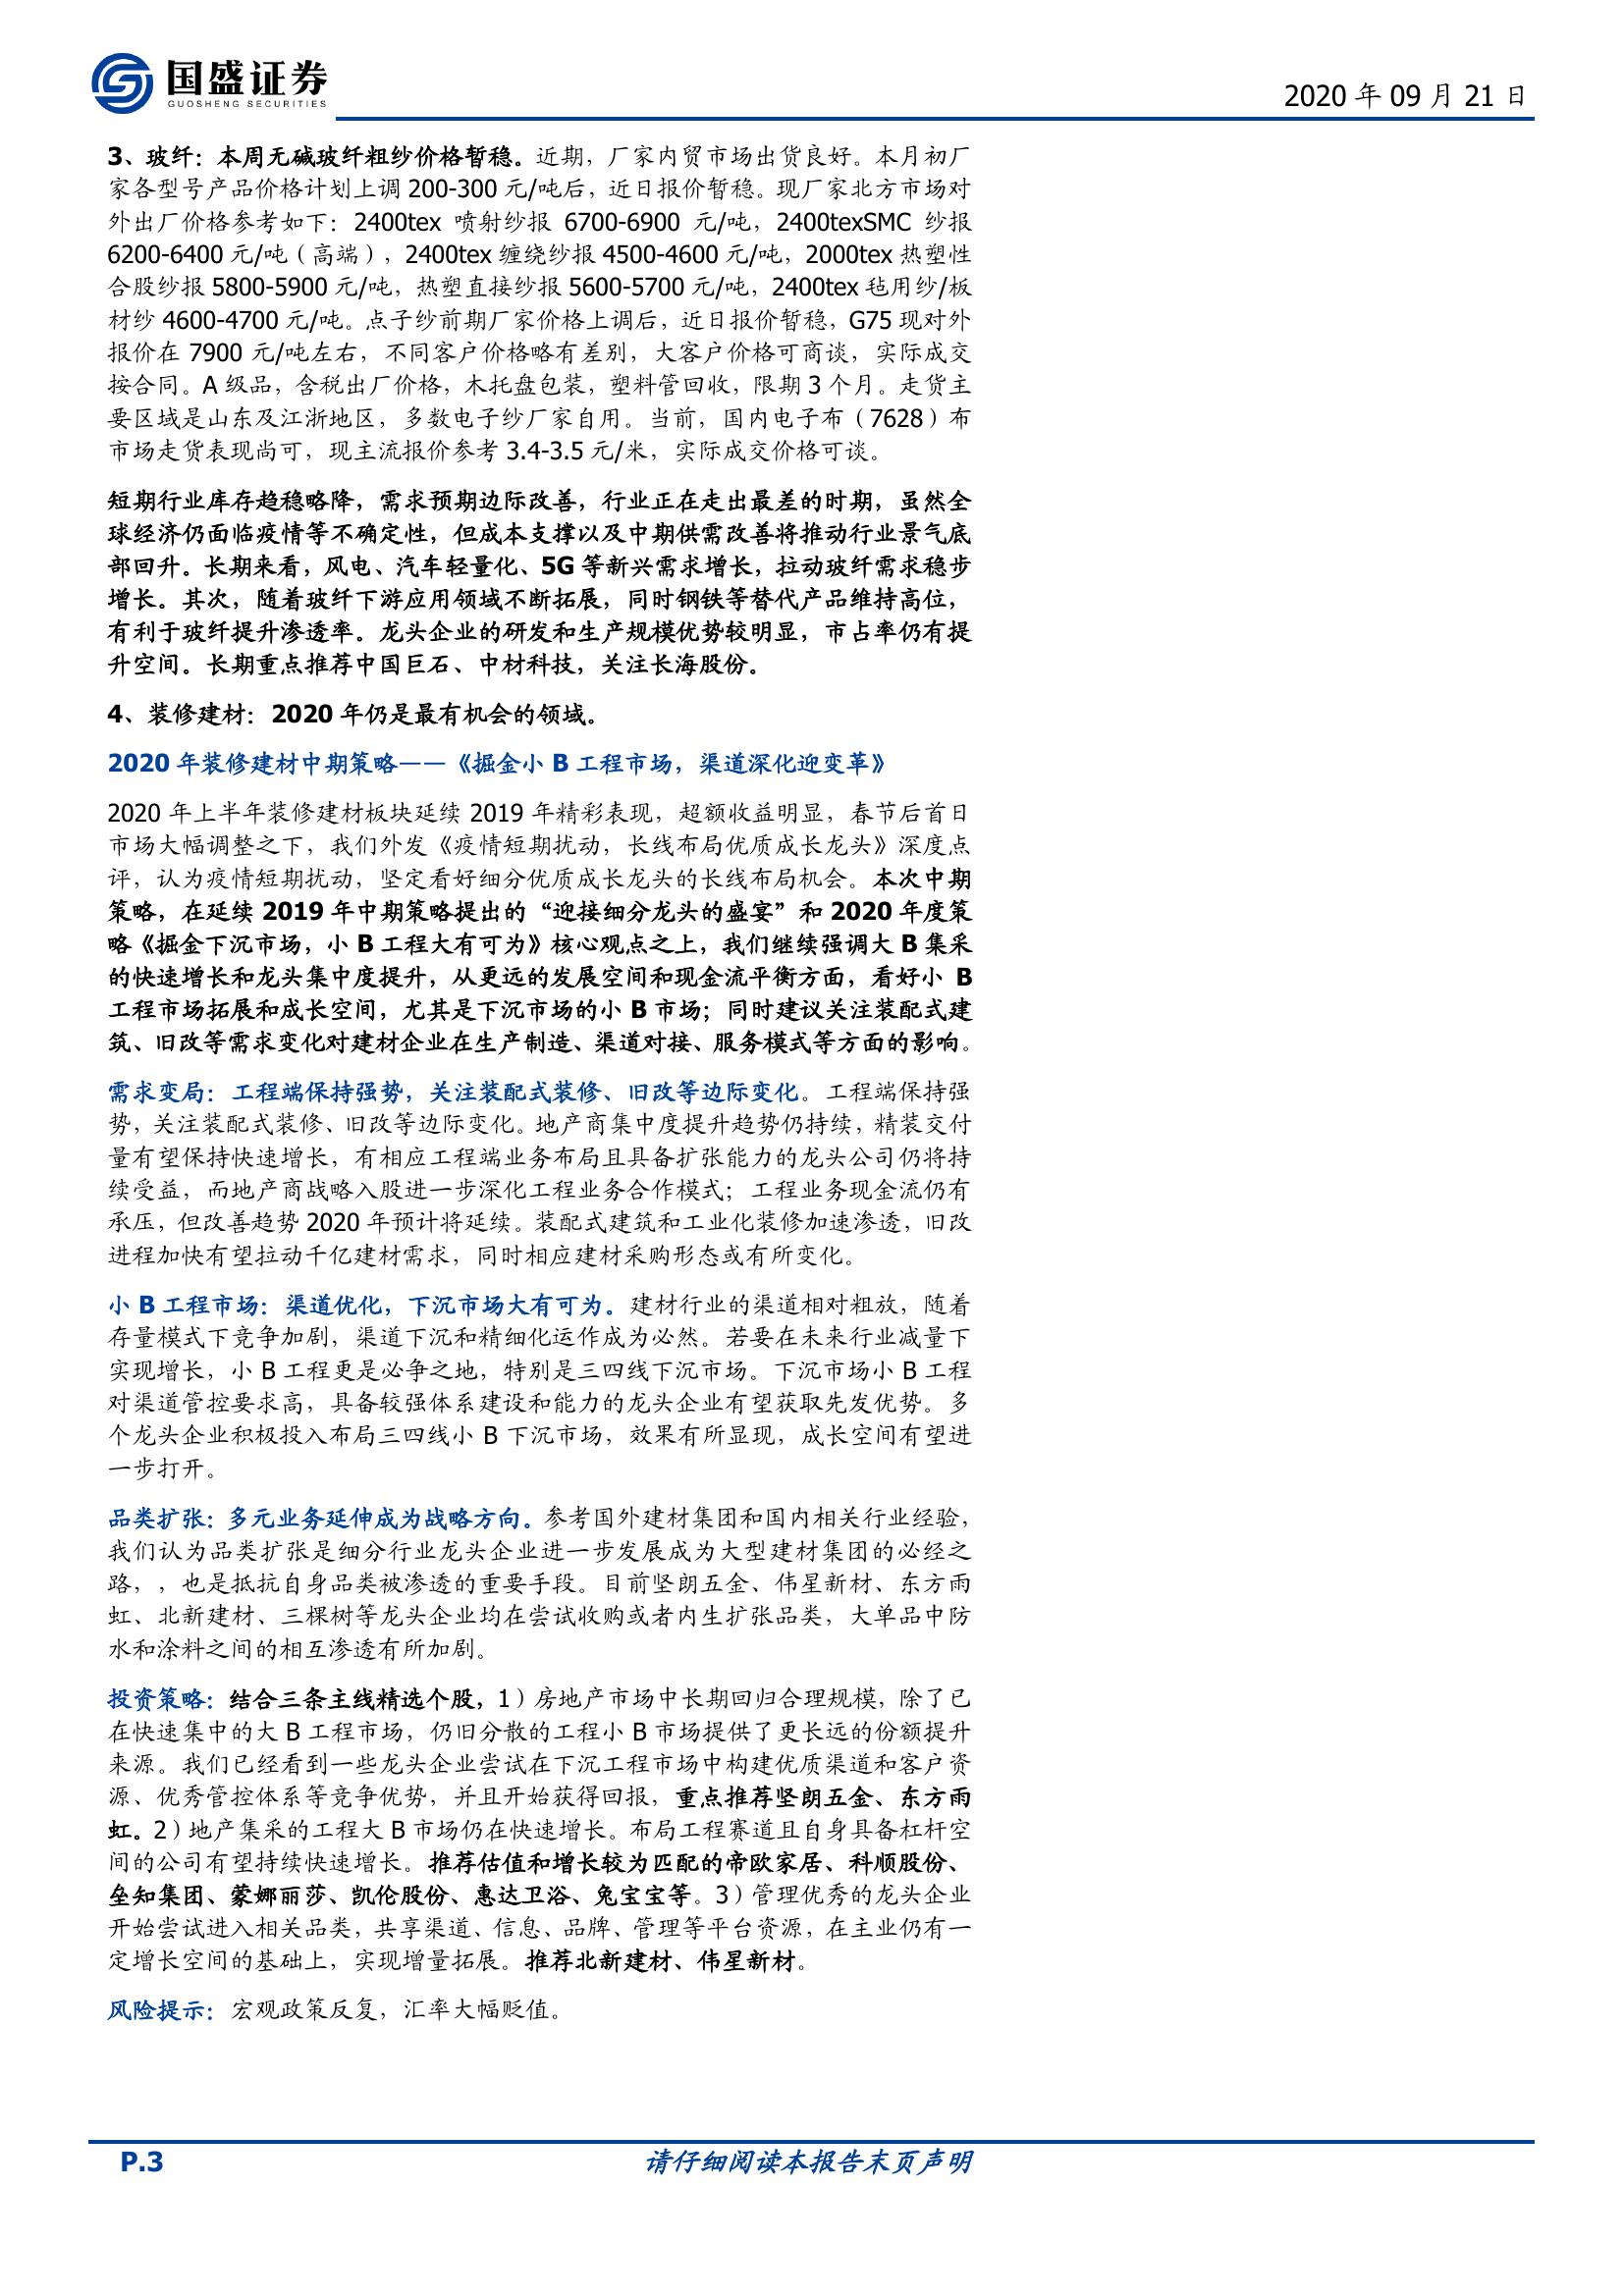 国盛证券
GUOSHENG SECURITIES
2020 年 09 月 21 日
3、玻纤：本周无碱玻纤粗纱价格暂稳。近期，厂家内贸市场出货良好。本月初厂
家各型号产品价格计划上调 200-300 元/吨后，近日报价暂稳。现厂家北方市场对
外出厂价格参考如下：2400tex 喷射纱报 6700-6900 元/吨，2400texSMC 纱报
6200-6400 元/吨（高端），2400tex 缠绕纱报 4500-4600 元/吨，2000tex 热塑性
合股纱报 5800-5900 元/吨，热塑直接纱报 5600-5700 元/吨，2400tex 毡用纱/板
材纱 4600-4700 元/吨。点子纱前期厂家价格上调后，近日报价暂稳，G75 现对外
报价在 7900 元/吨左右，不同客户价格略有差别，大客户价格可商谈，实际成交
按合同。A 级品，含税出厂价格，木托盘包装，塑料管回收，限期 3 个月。走货主
要区域是山东及江浙地区，多数电子纱厂家自用。当前，国内电子布（7628）布
市场走货表现尚可，现主流报价参考 3.4-3.5 元/米，实际成交价格可谈。
短期行业库存趋稳略降，需求预期边际改善，行业正在走出最差的时期，虽然全
球经济仍面临疫情等不确定性，但成本支撑以及中期供需改善将推动行业景气底
部回升。长期来看，风电、汽车轻量化、5G 等新兴需求增长，拉动玻纤需求稳步
增长。其次，随着玻纤下游应用领域不断拓展，同时钢铁等替代产品维持高位，
有利于玻纤提升渗透率。龙头企业的研发和生产规模优势较明显，市占率仍有提
升空间。长期重点推荐中国巨石、中材科技，关注长海股份。
4、装修建材：2020 年仍是最有机会的领域。
2020 年装修建材中期策略——《掘金小 B 工程市场，渠道深化迎变革》
2020 年上半年装修建材板块延续 2019 年精彩表现，超额收益明显，春节后首日
市场大幅调整之下，我们外发《疫情短期扰动，长线布局优质成长龙头》深度点
评，认为疫情短期扰动，坚定看好细分优质成长龙头的长线布局机会。本次中期
策略，在延续 2019 年中期策略提出的“迎接细分龙头的盛宴”和 2020 年度策
略《掘金下沉市场，小 B 工程大有可为》核心观点之上，我们继续强调大 B 集采
的快速增长和龙头集中度提升，从更远的发展空间和现金流平衡方面，看好小 B
工程市场拓展和成长空间，尤其是下沉市场的小 B 市场；同时建议关注装配式建
筑、旧改等需求变化对建材企业在生产制造、渠道对接、服务模式等方面的影响。
需求变局：工程端保持强势，关注装配式装修、旧改等边际变化。工程端保持强
势，关注装配式装修、旧改等边际变化。地产商集中度提升趋势仍持续，精装交付
量有望保持快速增长，有相应工程端业务布局且具备扩张能力的龙头公司仍将持
续受益，而地产商战略入股进一步深化工程业务合作模式；工程业务现金流仍有
承压，但改善趋势 2020 年预计将延续。装配式建筑和工业化装修加速渗透，旧改
进程加快有望拉动千亿建材需求，同时相应建材采购形态或有所变化。
小 B 工程市场：渠道优化，下沉市场大有可为。建材行业的渠道相对粗放，随着
存量模式下竞争加剧，渠道下沉和精细化运作成为必然。若要在未来行业减量下
实现增长，小 B 工程更是必争之地，特别是三四线下沉市场。下沉市场小 B 工程
对渠道管控要求高，具备较强体系建设和能力的龙头企业有望获取先发优势。多
个龙头企业积极投入布局三四线小 B 下沉市场，效果有所显现，成长空间有望进
一步打开。
品类扩张：多元业务延伸成为战略方向。参考国外建材集团和国内相关行业经验，
我们认为品类扩张是细分行业龙头企业进一步发展成为大型建材集团的必经之
路，，也是抵抗自身品类被渗透的重要手段。目前坚朗五金、伟星新材、东方雨
虹、北新建材、三棵树等龙头企业均在尝试收购或者内生扩张品类，大单品中防
水和涂料之间的相互渗透有所加剧。
投资策略：结合三条主线精选个股，1）房地产市场中长期回归合理规模，除了已
在快速集中的大 B 工程市场，仍旧分散的工程小 B 市场提供了更长远的份额提升
来源。我们已经看到一些龙头企业尝试在下沉工程市场中构建优质渠道和客户资
源、优秀管控体系等竞争优势，并且开始获得回报，重点推荐坚朗五金、东方雨
虹。2）地产集采的工程大 B 市场仍在快速增长。布局工程赛道且自身具备杠杆空
间的公司有望持续快速增长。推荐估值和增长较为匹配的帝欧家居、科顺股份、
垒知集团、蒙娜丽莎、凯伦股份、惠达卫浴、兔宝宝等。3）管理优秀的龙头企业
开始尝试进入相关品类，共享渠道、信息、品牌、管理等平台资源，在主业仍有一
定增长空间的基础上，实现增量拓展。推荐北新建材、伟星新材。
风险提示：宏观政策反复，汇率大幅贬值。
P.3
请仔细阅读本报告末页声明